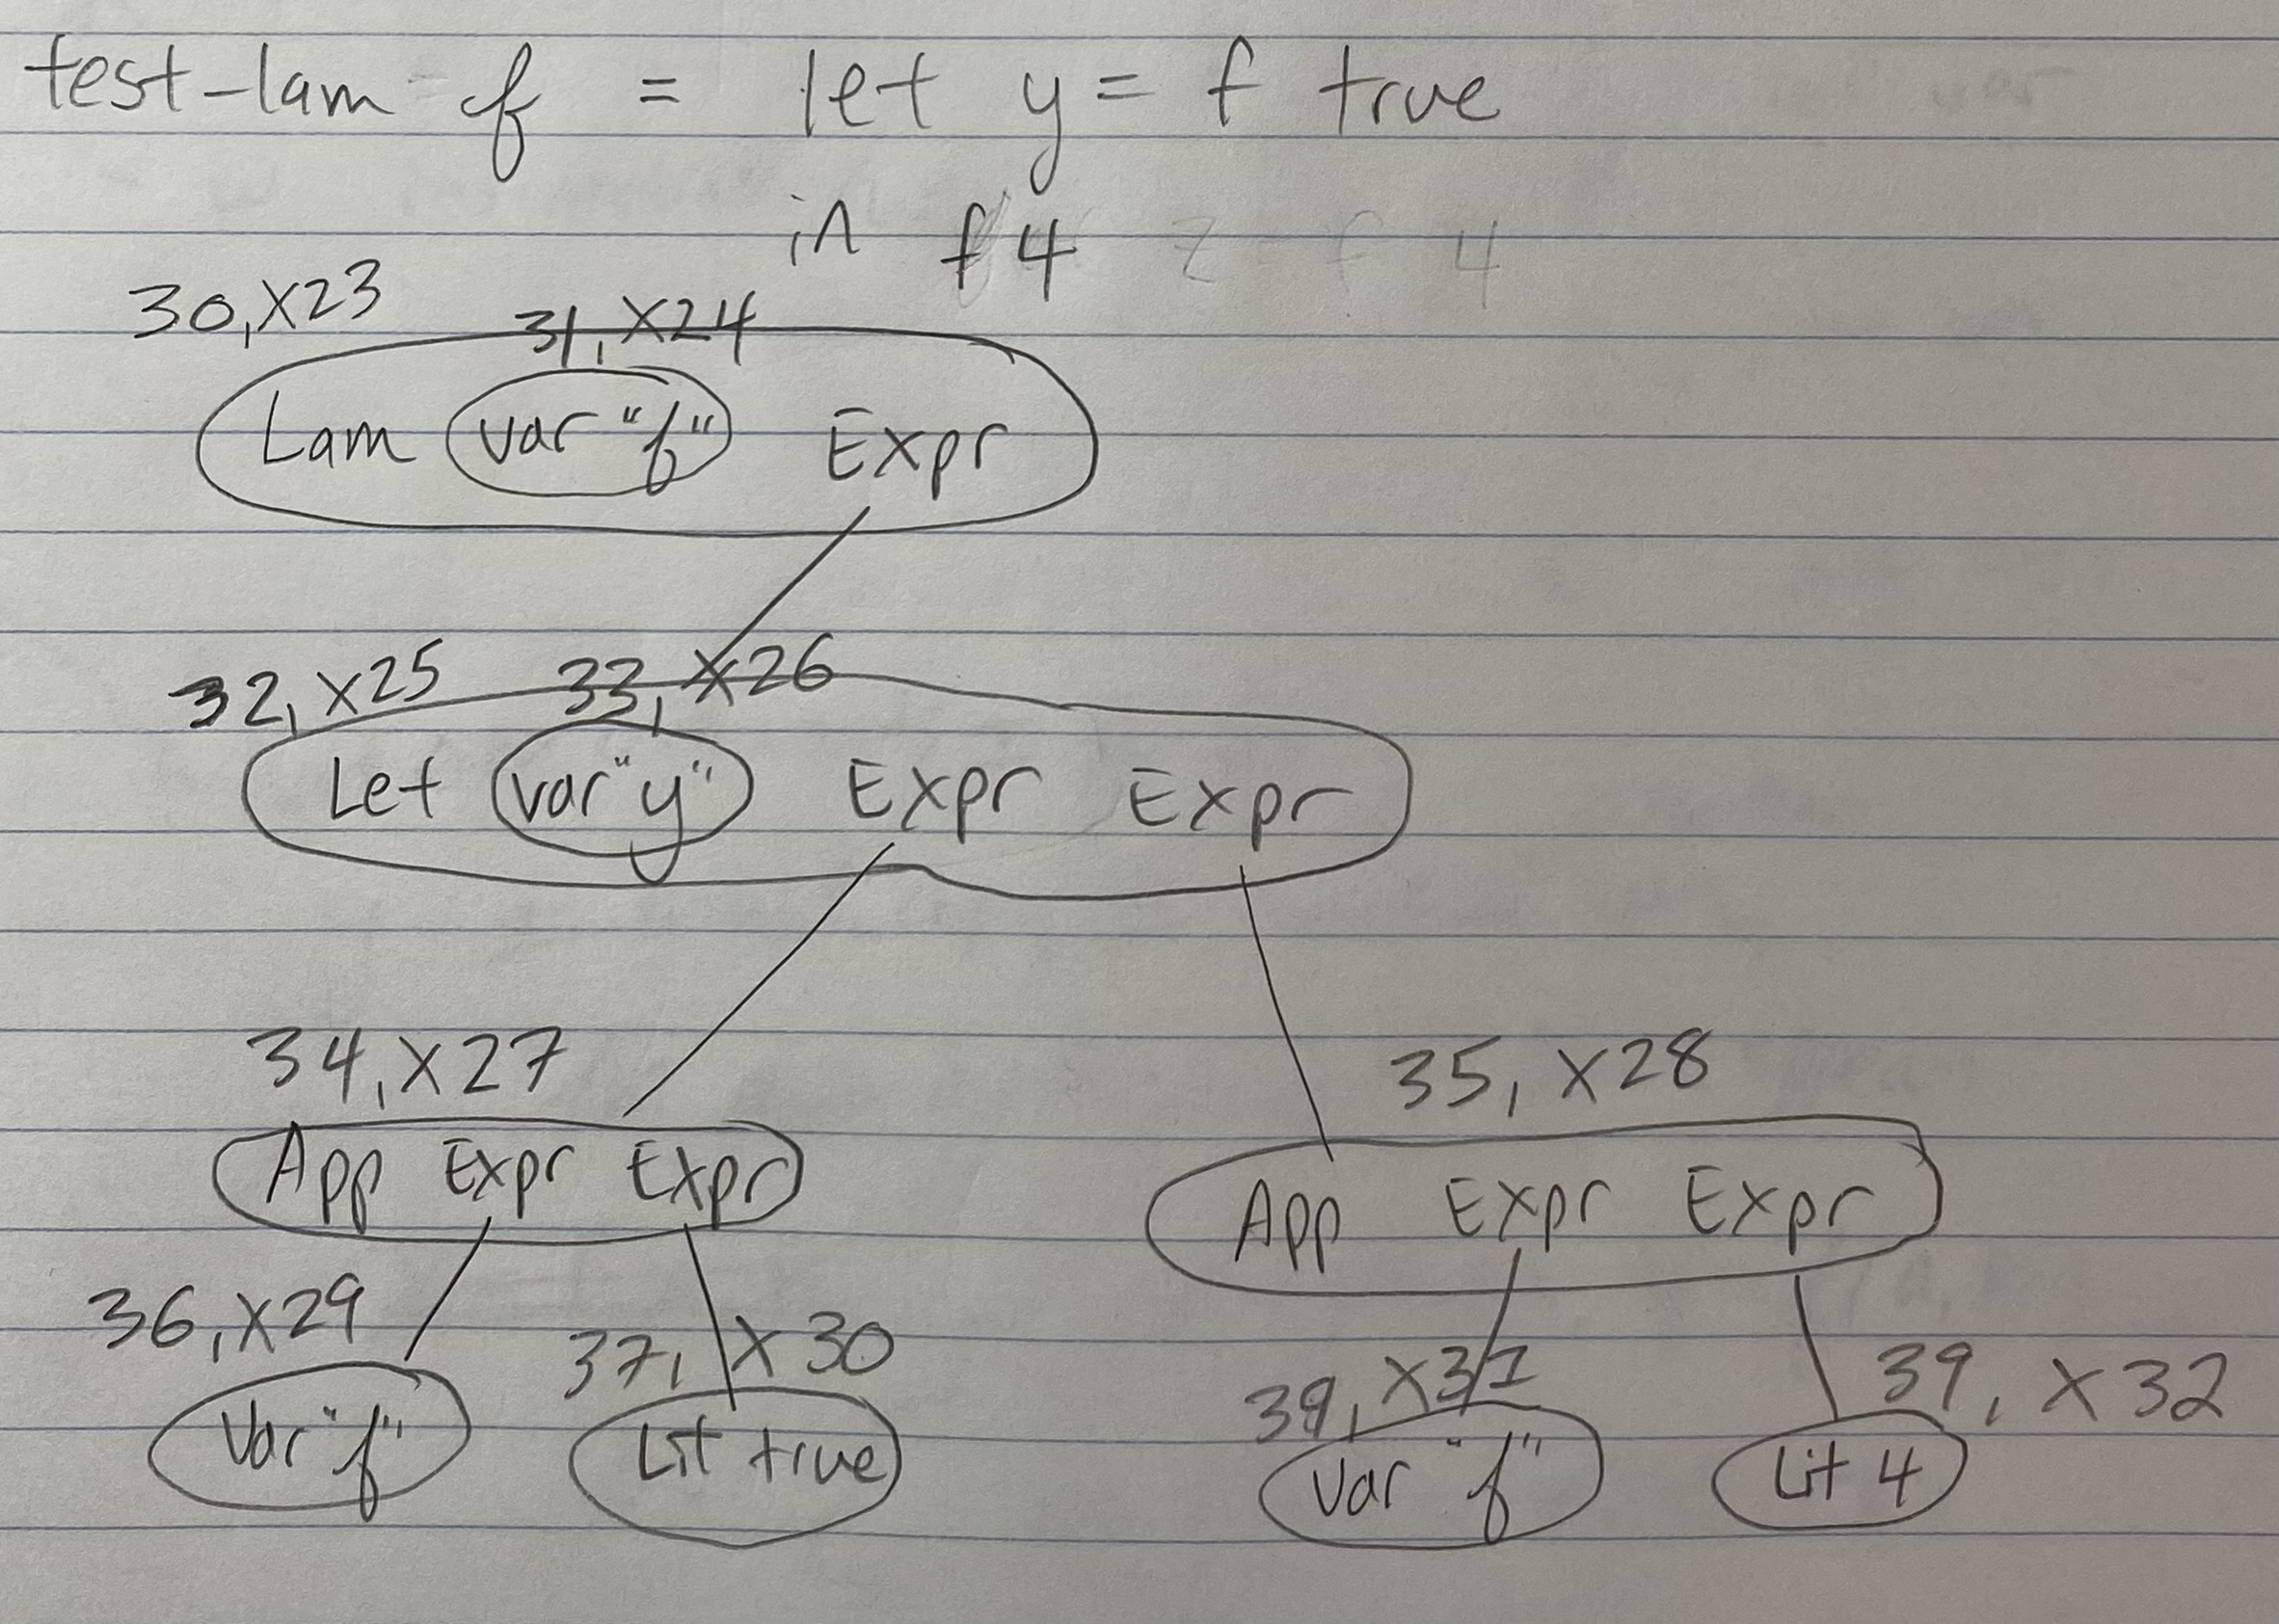 test-lam f = let y = f true
in f 4 z = f 4
30, X23 31, X24
Lam var "f" Expr
32, X25 33, X26
Let var "y" Expr Expr
34, X27 35, X28
App Expr Expr App Expr Expr
36, X29 37, X30 39, X31 39, X32
Var "f" Lit true Var "f" Lit 4